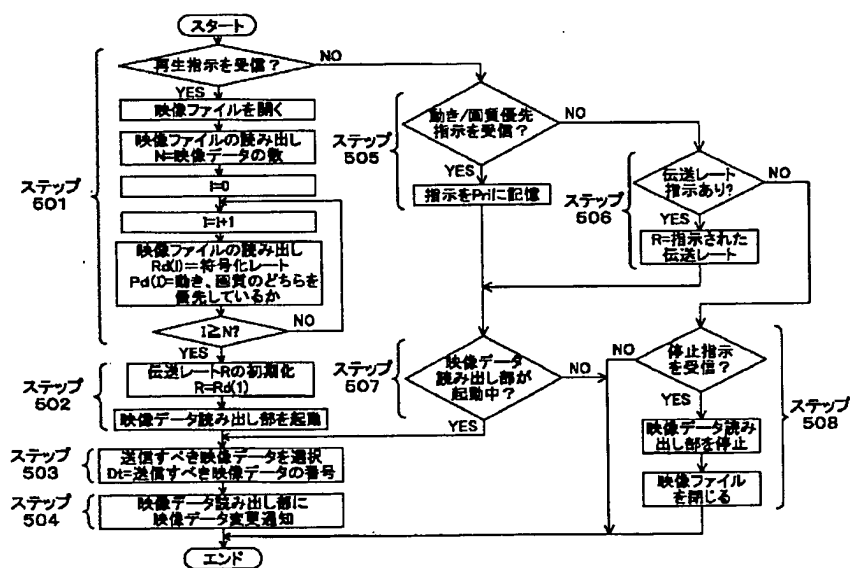 スタート
再生指示を受信?
NO
YES
映像ファイルを開く
映像ファイルの読み出し
N=映像データの数
I=0
I=I+1
映像ファイルの読み出し
Rd(I)=符号化レート
Pd(I)=動き、画質のどちらを
優先しているか
I≧N?
NO
YES
ステップ
501
伝送レートRの初期化
R=Rd(1)
映像データ読み出し部を起動
ステップ
502
送信すべき映像データを選択
Dt=送信すべき映像データの番号
ステップ
503
映像データ読み出し部に
映像データ変更通知
ステップ
504
エンド
動き/画質優先
指示を受信?
NO
YES
指示をPriに記憶
ステップ
505
伝送レート
指示あり?
NO
YES
R=指示された
伝送レート
ステップ
506
映像データ
読み出し部が
起動中?
NO
YES
ステップ
507
停止指示
を受信?
NO
YES
映像データ読み
出し部を停止
映像ファイル
を閉じる
ステップ
508